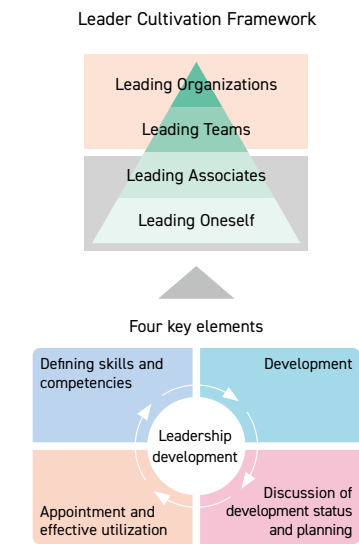 Leader Cultivation Framework
Leading Organizations
Leading Teams
Leading Associates
Leading Oneself
Four key elements
Defining skills and
competencies
Development
Leadership
development
Appointment and
effective utilization
Discussion of
development status
and planning